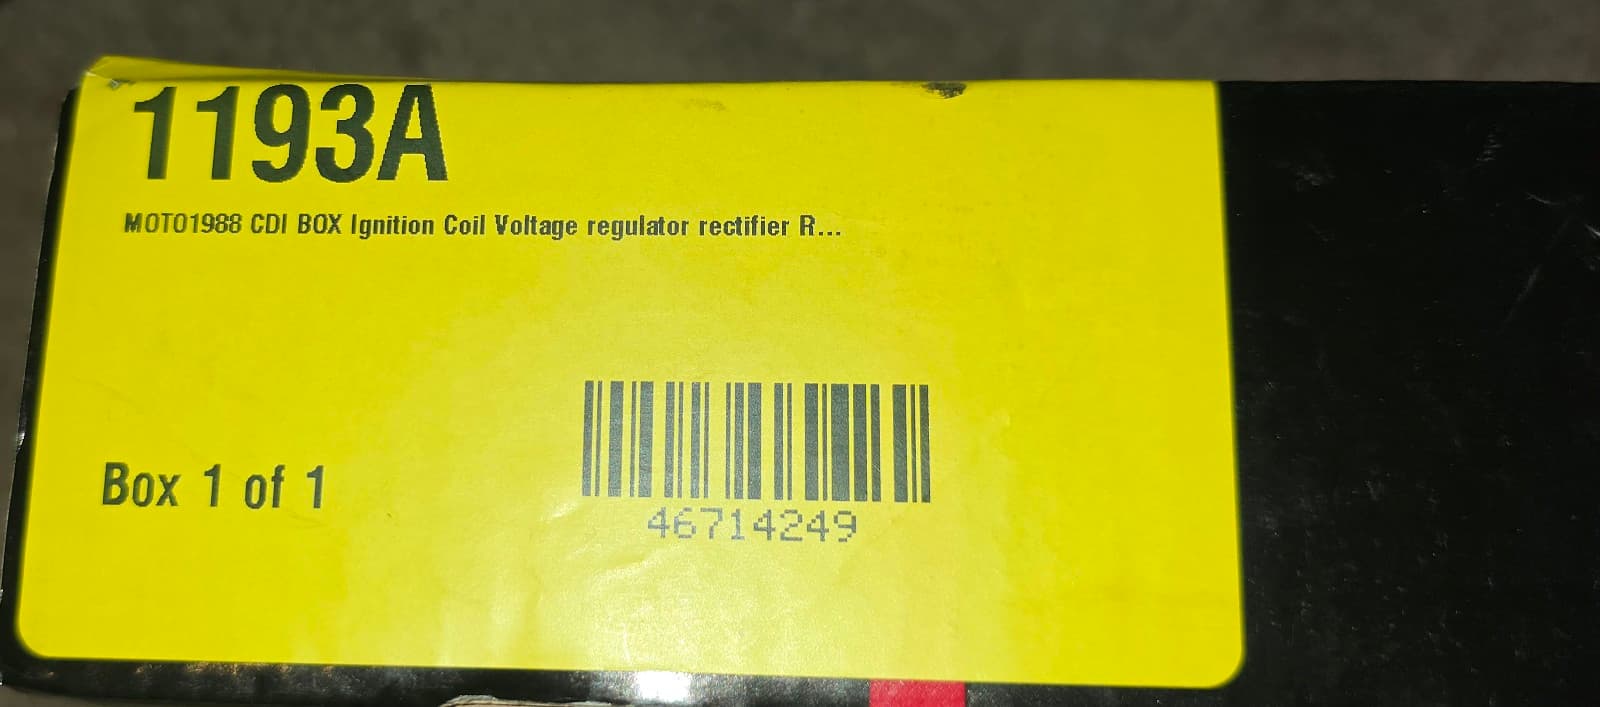 1193A
MOTO1988 CDI BOX Ignition Coil Voltage regulator rectifier R...
Box 1 of 1
46714249